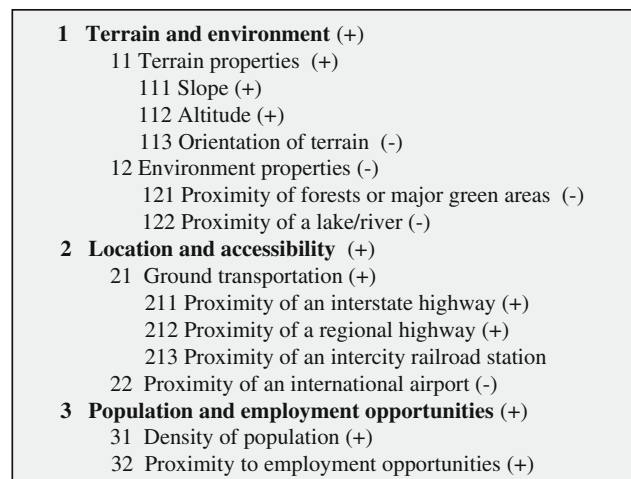 1 Terrain and environment (+)
11 Terrain properties (+)
111 Slope (+)
112 Altitude (+)
113 Orientation of terrain (-)
12 Environment properties (-)
121 Proximity of forests or major green areas (-)
122 Proximity of a lake/river (-)
2 Location and accessibility (+)
21 Ground transportation (+)
211 Proximity of an interstate highway (+)
212 Proximity of a regional highway (+)
213 Proximity of an intercity railroad station
22 Proximity of an international airport (-)
3 Population and employment opportunities (+)
31 Density of population (+)
32 Proximity to employment opportunities (+)